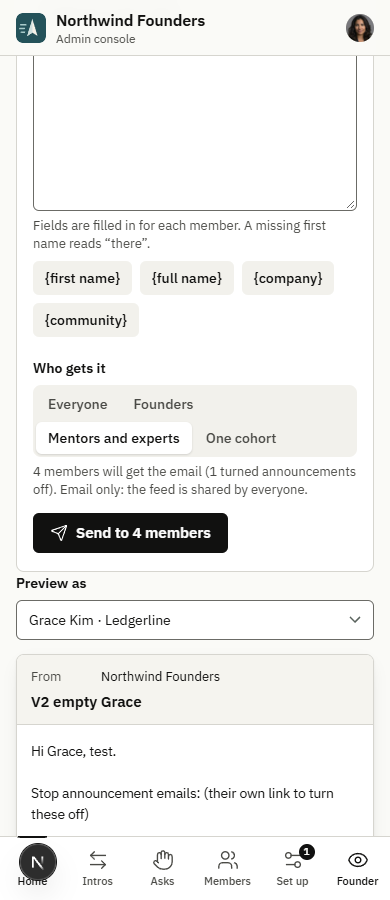 Northwind Founders
Admin console
Fields are filled in for each member. A missing first
name reads “there”.
{first name} {full name} {company}
{community}
Who gets it
Everyone Founders
Mentors and experts One cohort
4 members will get the email (1 turned announcements
off). Email only: the feed is shared by everyone.
Send to 4 members
Preview as
Grace Kim · Ledgerline
From Northwind Founders
V2 empty Grace
Hi Grace, test.
Stop announcement emails: (their own link to turn
these off)
N
1
Home Intros Asks Members Set up Founder